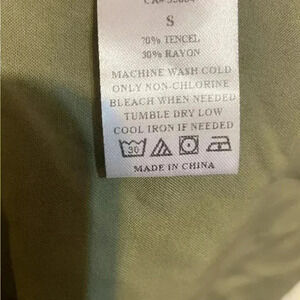 S
70% TENCEL
30% RAYON
MACHINE WASH COLD
ONLY NON-CHLORINE
BLEACH WHEN NEEDED
TUMBLE DRY LOW
COOL IRON IF NEEDED
30
MADE IN CHINA